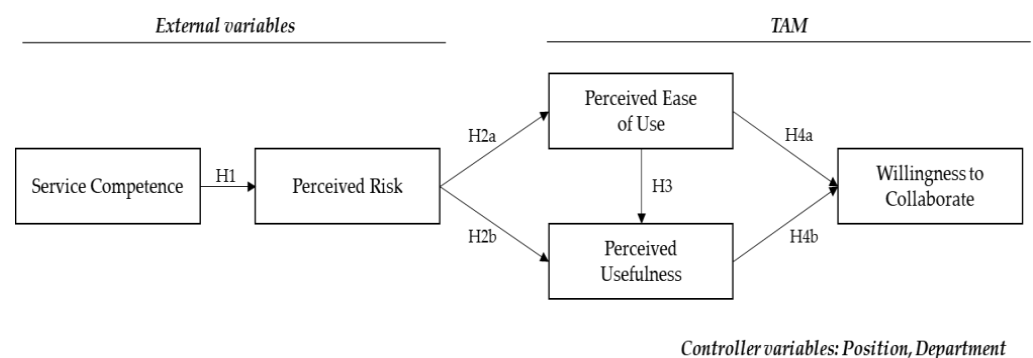 External variables
TAM
Perceived Ease
of Use
H2a
H4a
Service Competence
H1
Perceived Risk
H3
Willingness to
Collaborate
H2b
H4b
Perceived
Usefulness
Controller variables: Position, Department